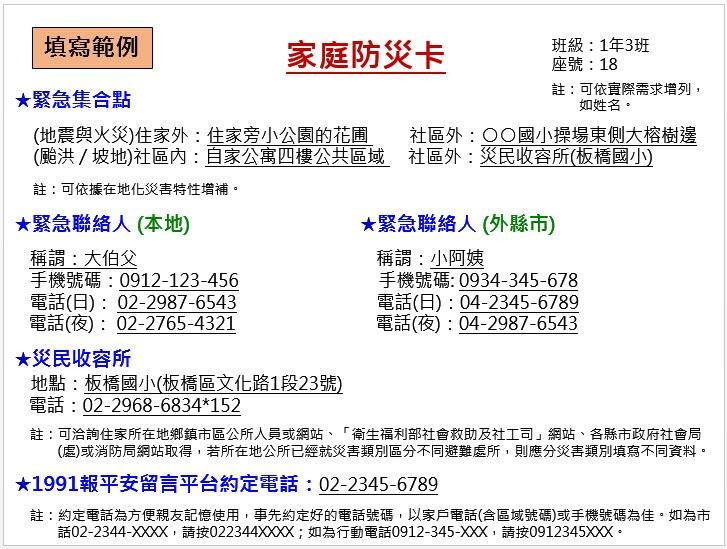 填寫範例
家庭防災卡
班級：1年3班
座號：18
註：可依實際需求增列，
如姓名。
★緊急集合點
(地震與火災)住家外：住家旁小公園的花圃 社區外：〇〇國小操場東側大榕樹邊
(颱洪 / 坡地)社區內：自家公寓四樓公共區域 社區外：災民收容所(板橋國小)
註：可依據在地化災害特性增補。
★緊急聯絡人 (本地) ★緊急聯絡人 (外縣市)
稱謂：大伯父 稱謂：小阿姨
手機號碼：0912-123-456 手機號碼: 0934-345-678
電話(日)： 02-2987-6543 電話(日)：04-2345-6789
電話(夜)： 02-2765-4321 電話(夜)：04-2987-6543
★災民收容所
地點：板橋國小(板橋區文化路1段23號)
電話：02-2968-6834*152
註：可洽詢住家所在地鄉鎮市區公所人員或網站、「衛生福利部社會救助及社工司」網站、各縣市政府社會局
(處)或消防局網站取得，若所在地公所已經就災害類別區分不同避難處所，則應分災害類別填寫不同資料。
★1991報平安留言平台約定電話：02-2345-6789
註：約定電話為方便親友記憶使用，事先約定好的電話號碼，以家戶電話(含區域號碼)或手機號碼為佳。如為市
話02-2344-XXXX，請按022344XXXX；如為行動電話0912-345-XXX，請按0912345XXX。